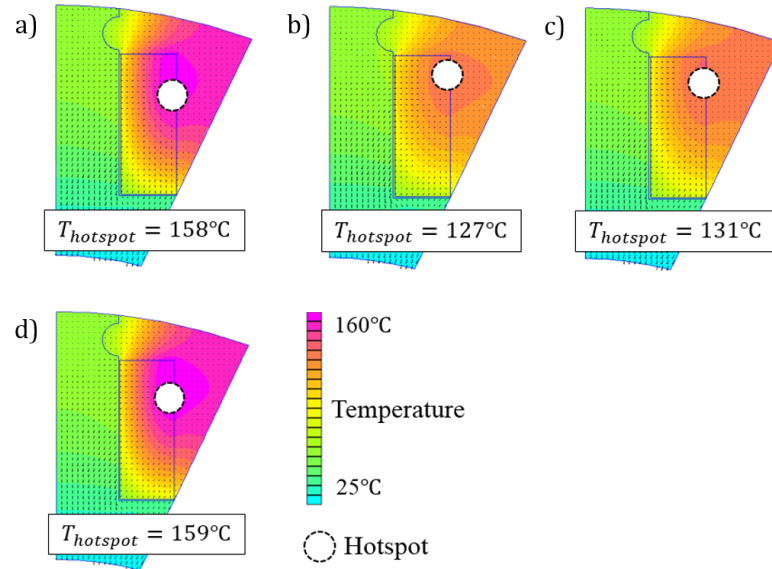 a)
b)
c)
T_hotspot = 158°C
T_hotspot = 127°C
T_hotspot = 131°C
d)
160°C
Temperature
25°C
T_hotspot = 159°C
Hotspot